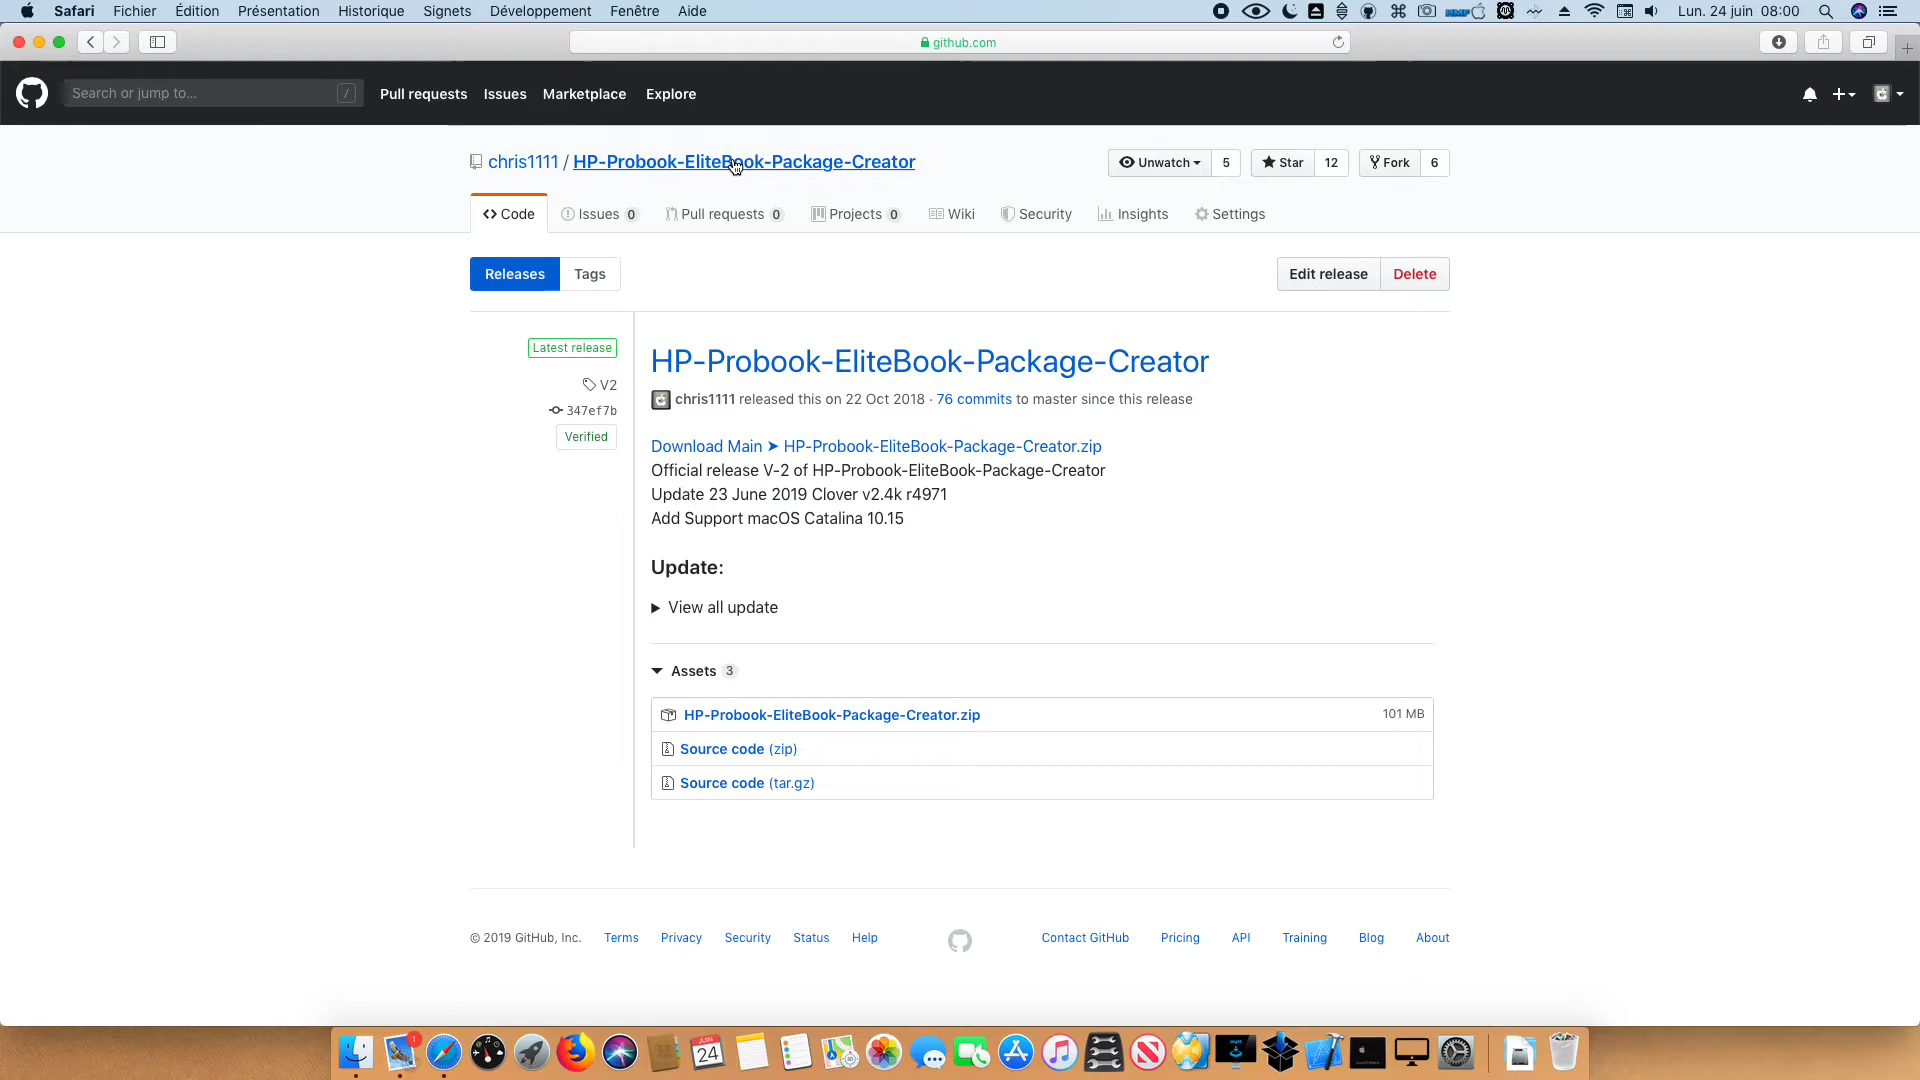 Safari Fichier Édition Présentation Historique Signets Développement Fenêtre Aide Lun. 24 juin 08:00
github.com
Search or jump to... / Pull requests Issues Marketplace Explore
chris1111 / HP-Probook-EliteBook-Package-Creator Unwatch 5 Star 12 Fork 6
Code Issues 0 Pull requests 0 Projects 0 Wiki Security Insights Settings
Releases Tags Edit release Delete
Latest release
V2
347ef7b
Verified
HP-Probook-EliteBook-Package-Creator
chris1111 released this on 22 Oct 2018 · 76 commits to master since this release
Download Main ➤ HP-Probook-EliteBook-Package-Creator.zip
Official release V-2 of HP-Probook-EliteBook-Package-Creator
Update 23 June 2019 Clover v2.4k r4971
Add Support macOS Catalina 10.15
Update:
View all update
Assets 3
HP-Probook-EliteBook-Package-Creator.zip 101 MB
Source code (zip)
Source code (tar.gz)
© 2019 GitHub, Inc. Terms Privacy Security Status Help Contact GitHub Pricing API Training Blog About
1
JUIN
24